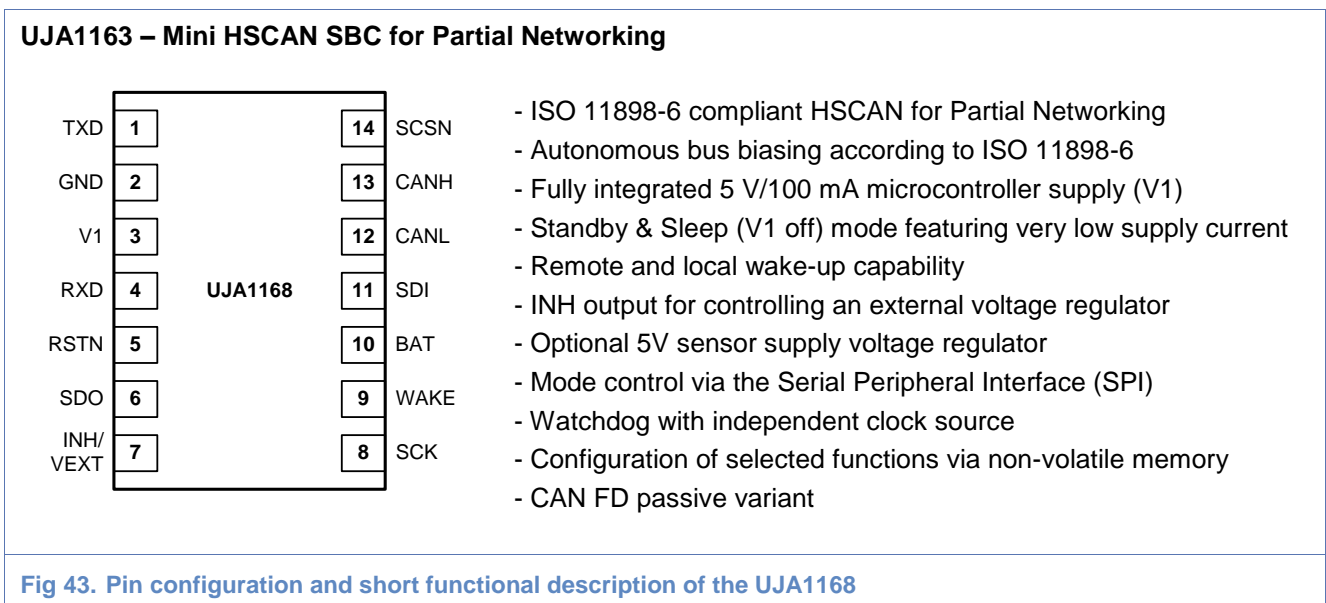 UJA1163 – Mini HSCAN SBC for Partial Networking
TXD 1
GND 2
V1 3
RXD 4
RSTN 5
SDO 6
INH/
VEXT 7
UJA1168
14 SCSN
13 CANH
12 CANL
11 SDI
10 BAT
9 WAKE
8 SCK
- ISO 11898-6 compliant HSCAN for Partial Networking
- Autonomous bus biasing according to ISO 11898-6
- Fully integrated 5 V/100 mA microcontroller supply (V1)
- Standby & Sleep (V1 off) mode featuring very low supply current
- Remote and local wake-up capability
- INH output for controlling an external voltage regulator
- Optional 5V sensor supply voltage regulator
- Mode control via the Serial Peripheral Interface (SPI)
- Watchdog with independent clock source
- Configuration of selected functions via non-volatile memory
- CAN FD passive variant
Fig 43. Pin configuration and short functional description of the UJA1168